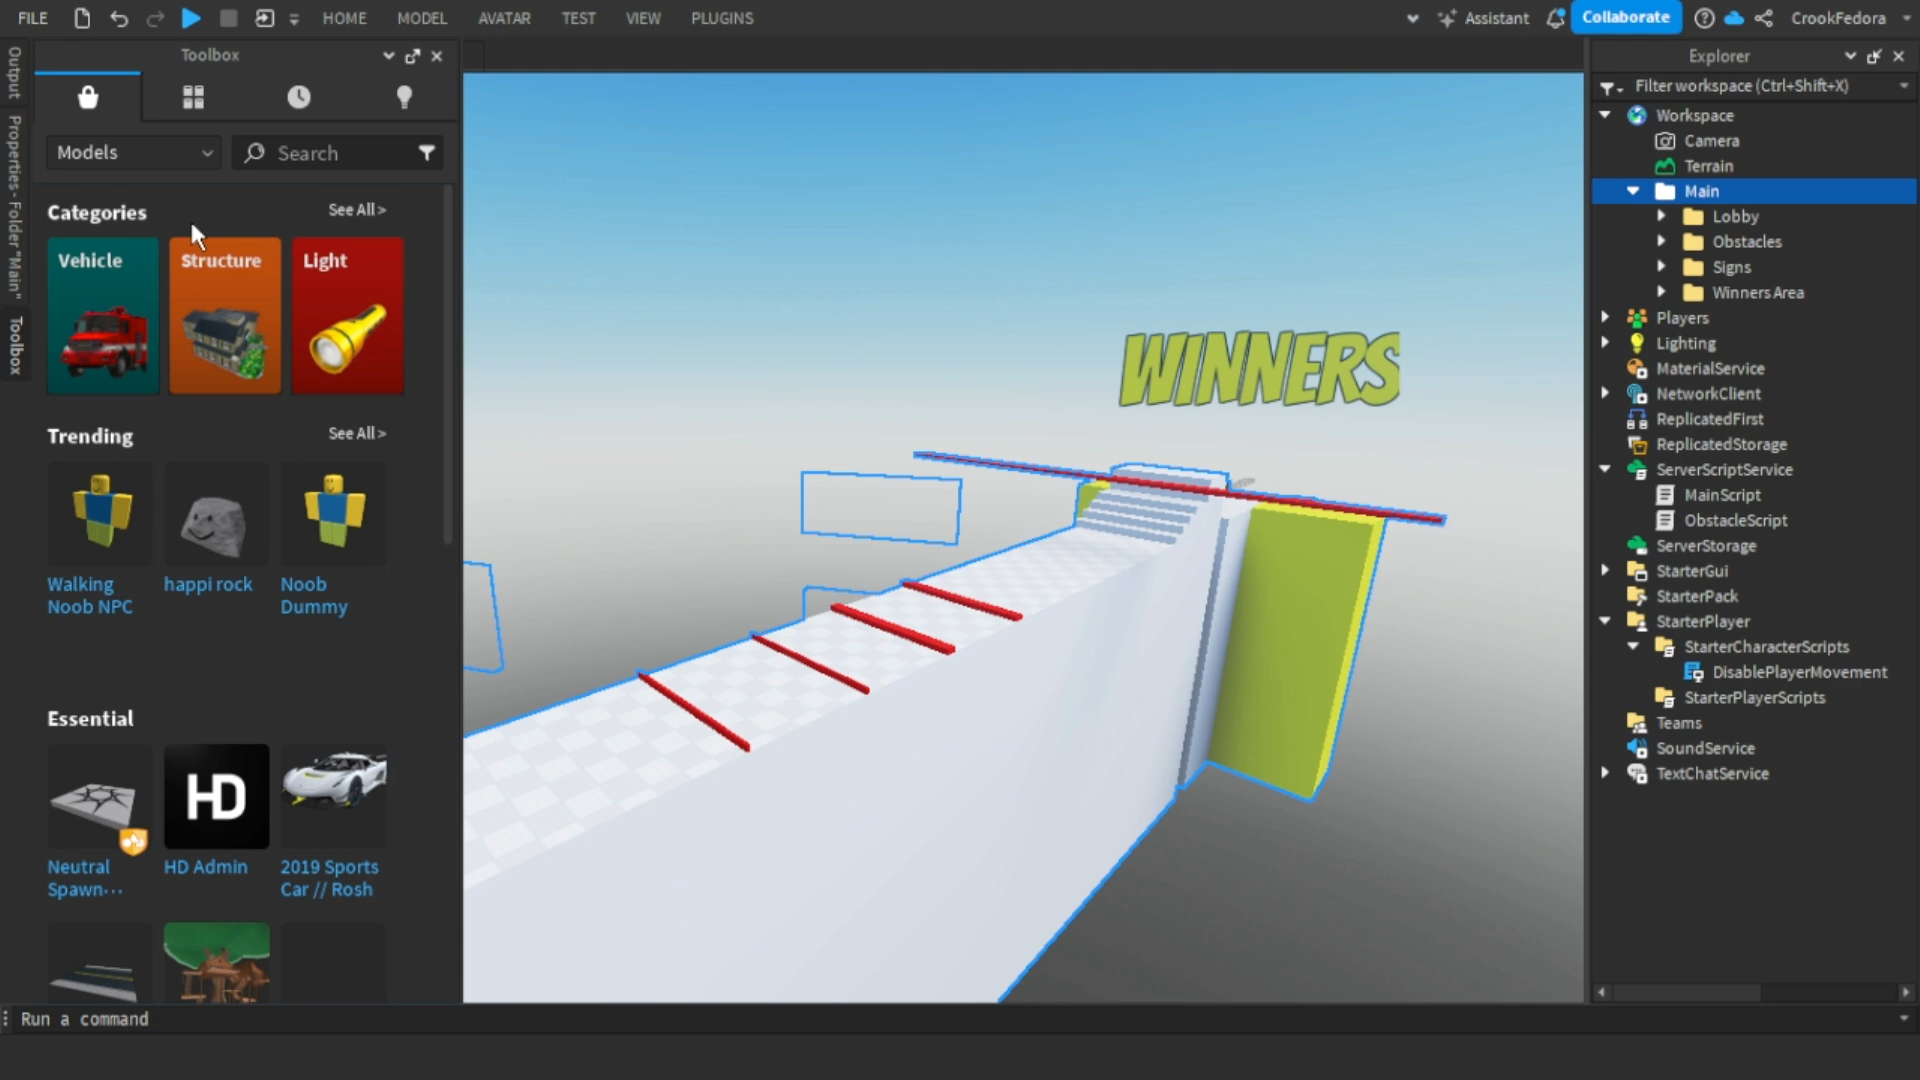 FILE
HOME
MODEL
AVATAR
TEST
VIEW
PLUGINS
Assistant
Collaborate
CrookFedora
Output
Properties - Folder "Main"
Toolbox
Toolbox
Models
Search
Categories
See All >
Vehicle
Structure
Light
Trending
See All >
Walking
Noob NPC
happi rock
Noob
Dummy
Essential
HD
Neutral
Spawn···
HD Admin
2019 Sports
Car // Rosh
WINNERS
Explorer
Filter workspace (Ctrl+Shift+X)
Workspace
Camera
Terrain
Main
Lobby
Obstacles
Signs
Winners Area
Players
Lighting
MaterialService
NetworkClient
ReplicatedFirst
ReplicatedStorage
ServerScriptService
MainScript
ObstacleScript
ServerStorage
StarterGui
StarterPack
StarterPlayer
StarterCharacterScripts
DisablePlayerMovement
StarterPlayerScripts
Teams
SoundService
TextChatService
Run a command